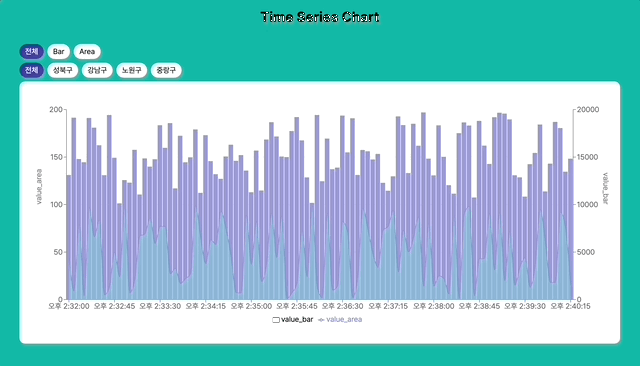 Time Series Chart
전체 Bar Area
전체 성북구 강남구 노원구 중랑구
200 20000
150 15000
value_area value_bar
100 10000
50 5000
0 0
오후 2:32:00 오후 2:32:45 오후 2:33:30 오후 2:34:15 오후 2:35:00 오후 2:35:45 오후 2:36:30 오후 2:37:15 오후 2:38:00 오후 2:38:45 오후 2:39:30 오후 2:40:15
value_bar value_area